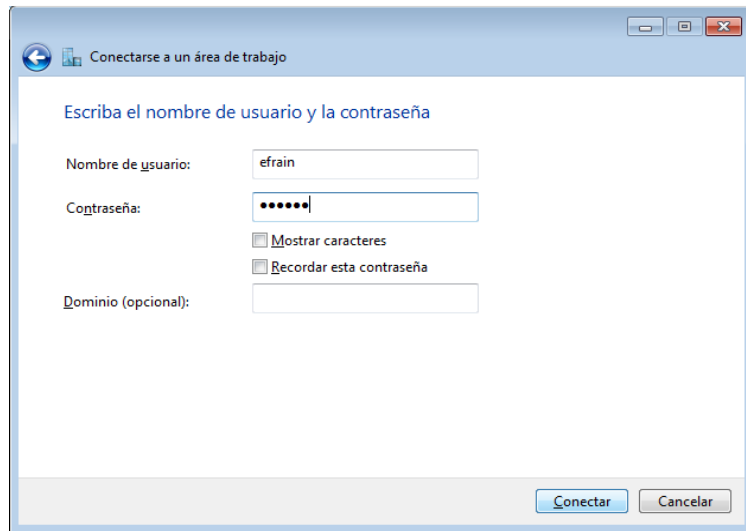 Conectarse a un área de trabajo
Escriba el nombre de usuario y la contraseña
Nombre de usuario: efrain
Contraseña: ●●●●●●
Mostrar caracteres
Recordar esta contraseña
Dominio (opcional):
Conectar Cancelar